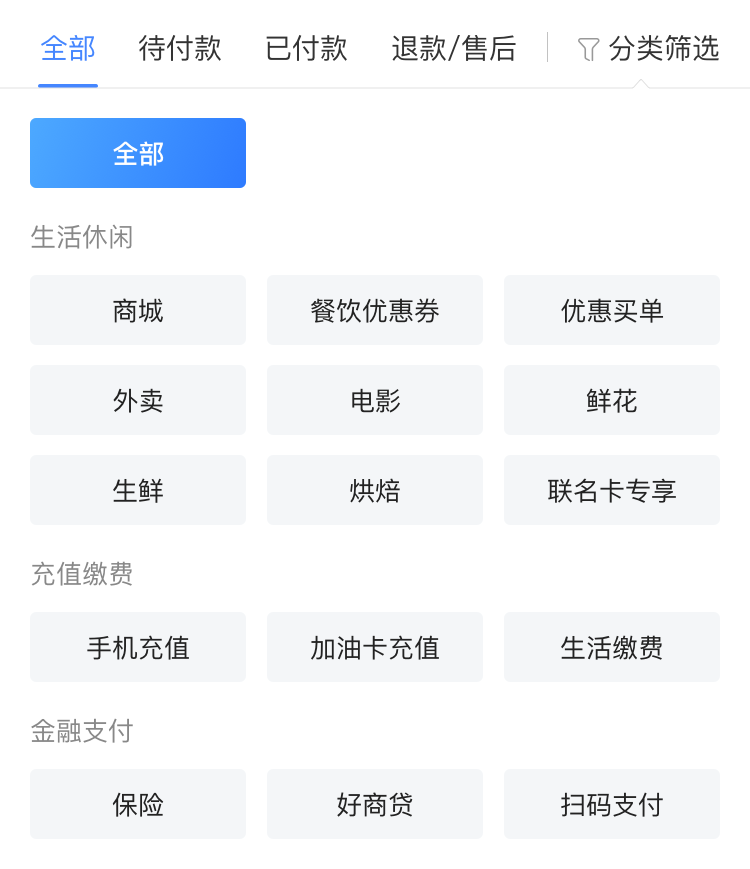 全部 待付款 已付款 退款/售后 分类筛选
全部
生活休闲
商城 餐饮优惠券 优惠买单
外卖 电影 鲜花
生鲜 烘焙 联名卡专享
充值缴费
手机充值 加油卡充值 生活缴费
金融支付
保险 好商贷 扫码支付